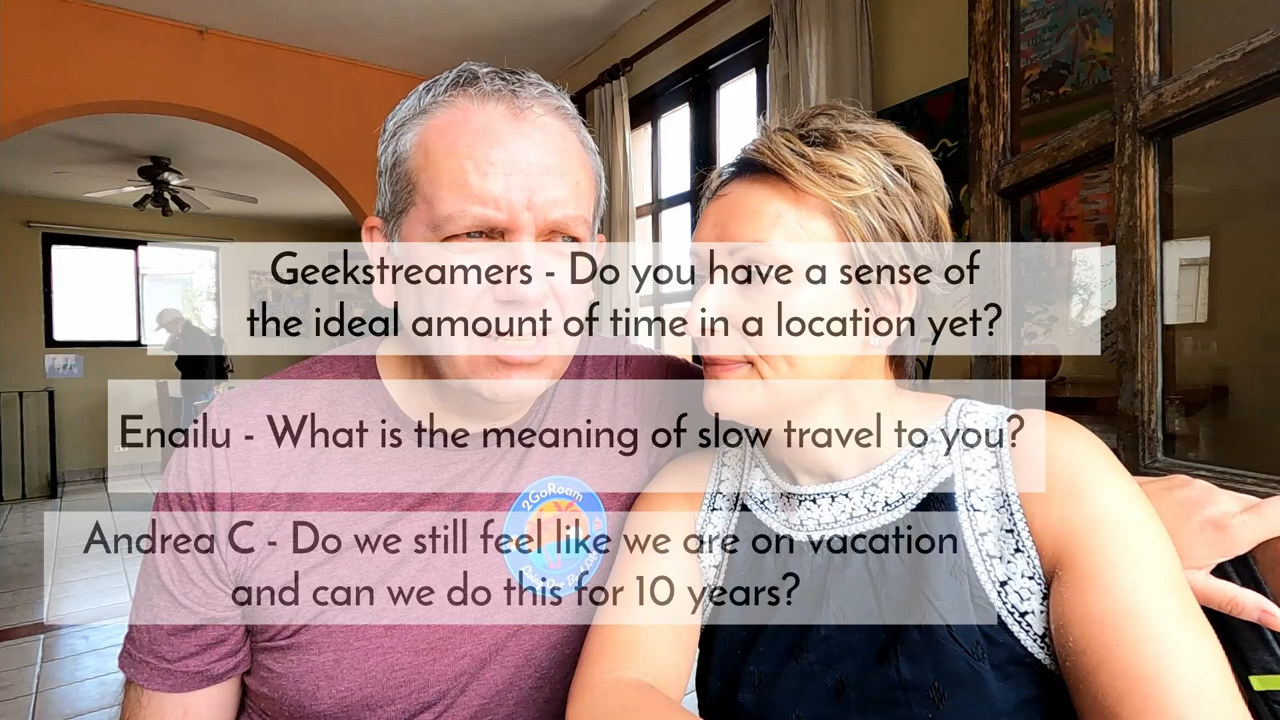 Geekstreamers - Do you have a sense of
the ideal amount of time in a location yet?
Enailu - What is the meaning of slow travel to you?
2GoRoam
Andrea C - Do we still feel like we are on vacation
and can we do this for 10 years?